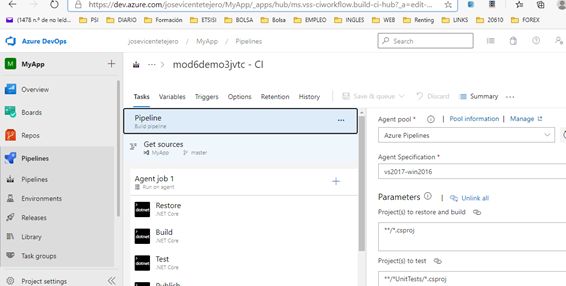 https://dev.azure.com/josevicentetejero/MyApp/_apps/hub/ms.vss-ciworkflow.build-ci-hub?_a=edit-...
(1478 n.º de no leíd... PSI DIARIO Formación BOLSA Bolsa EMPLEO Ingresos INGLES WEB Renting LINKS 20610 FOREX
Azure DevOps josevicentetejero / MyApp / Pipelines
MyApp
Overview
Boards
Repos
Pipelines
Pipelines
Environments
Releases
Library
Task groups
Project settings
mod6demo3jvtc - CI
Tasks Variables Triggers Options Retention History Save & queue Discard Summary
Pipeline
Build pipeline
Get sources
MyApp master
Agent job 1
Run on agent
Restore
.NET Core
Build
.NET Core
Test
.NET Core
Publish
Agent pool * Pool information Manage
Azure Pipelines
Agent Specification *
vs2017-win2016
Parameters Unlink all
Project(s) to restore and build
**/*.csproj
Project(s) to test
**/*UnitTests/*.csproj